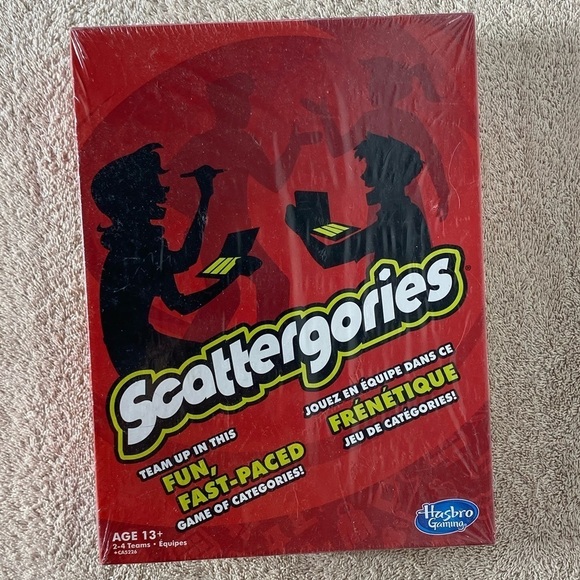 Scattergories
TEAM UP IN THIS
FUN,
FAST-PACED
GAME OF CATEGORIES!
JOUEZ EN ÉQUIPE DANS CE
FRÉNÉTIQUE
JEU DE CATÉGORIES!
AGE 13+
2-4 Teams • Équipes
+CA5226
Hasbro
Gaming